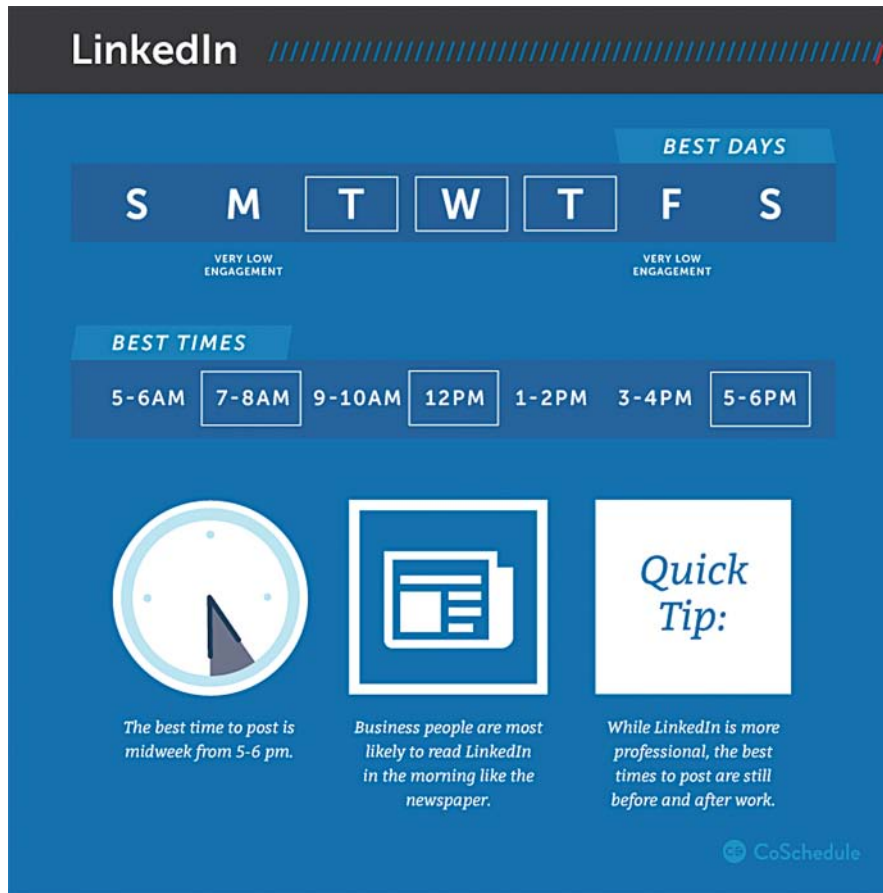 LinkedIn
BEST DAYS
S M T W T F S
VERY LOW
ENGAGEMENT
VERY LOW
ENGAGEMENT
BEST TIMES
5-6AM 7-8AM 9-10AM 12PM 1-2PM 3-4PM 5-6PM
The best time to post is
midweek from 5-6 pm.
Business people are most
likely to read LinkedIn
in the morning like the
newspaper.
Quick
Tip:
While LinkedIn is more
professional, the best
times to post are still
before and after work.
CS CoSchedule